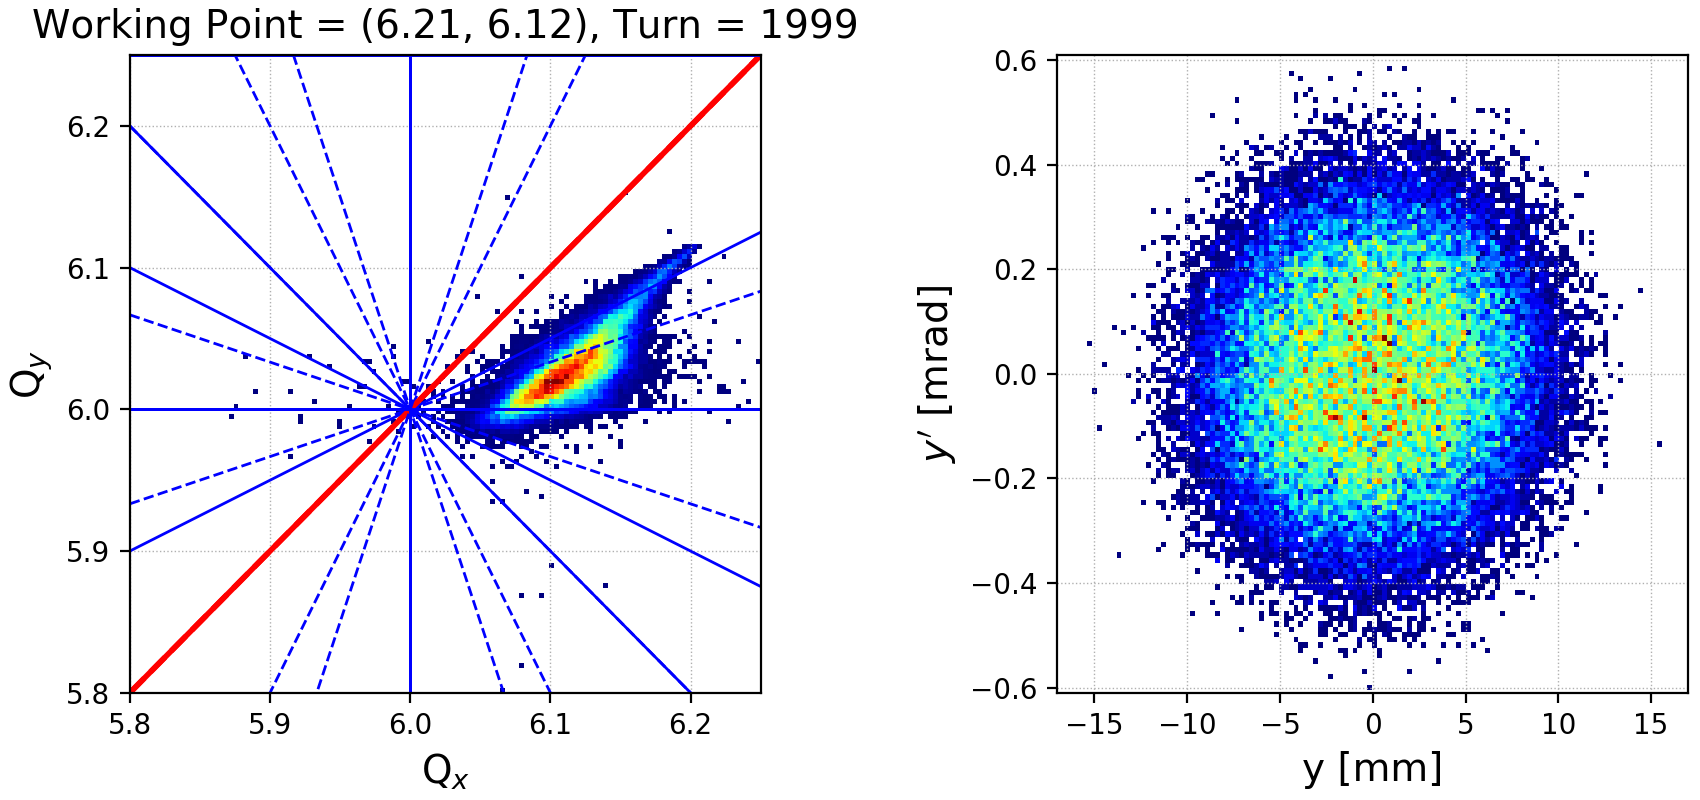 Working Point = (6.21, 6.12), Turn = 1999
6.2
6.1
6.0
5.9
5.8
Qy
5.8 5.9 6.0 6.1 6.2
Qx
0.6
0.4
0.2
0.0
−0.2
−0.4
−0.6
y′ [mrad]
−15 −10 −5 0 5 10 15
y [mm]